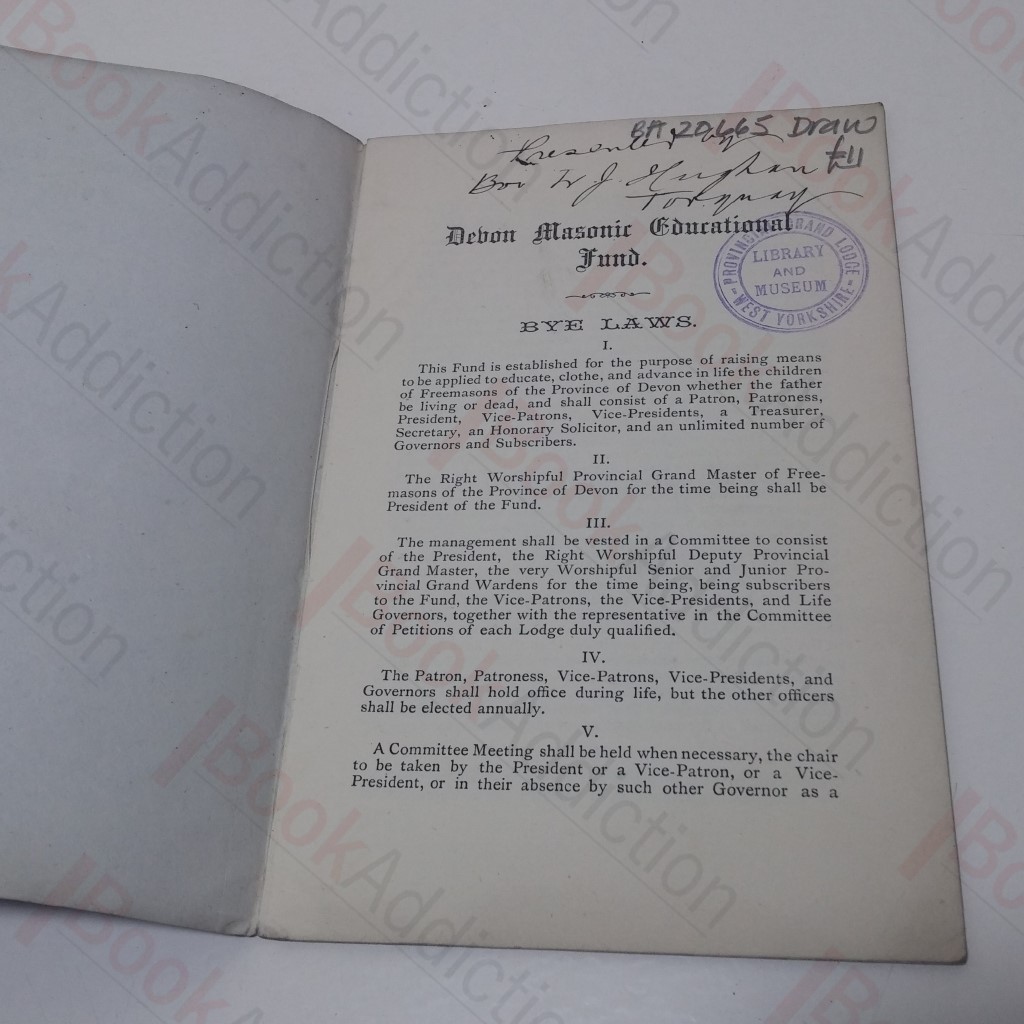 BA 20665 Draw
£11
Presented by
Bro W. J. Hughan
Torquay
Devon Masonic Educational
Fund.
PROVINCIAL GRAND LODGE
LIBRARY
AND
MUSEUM
WEST YORKSHIRE
BYE LAWS.
I.
This Fund is established for the purpose of raising means
to be applied to educate, clothe, and advance in life the children
of Freemasons of the Province of Devon whether the father
be living or dead, and shall consist of a Patron, Patroness,
President, Vice-Patrons, Vice-Presidents, a Treasurer,
Secretary, an Honorary Solicitor, and an unlimited number of
Governors and Subscribers.
II.
The Right Worshipful Provincial Grand Master of Free-
masons of the Province of Devon for the time being shall be
President of the Fund.
III.
The management shall be vested in a Committee to consist
of the President, the Right Worshipful Deputy Provincial
Grand Master, the very Worshipful Senior and Junior Pro-
vincial Grand Wardens for the time being, being subscribers
to the Fund, the Vice-Patrons, the Vice-Presidents, and Life
Governors, together with the representative in the Committee
of Petitions of each Lodge duly qualified.
IV.
The Patron, Patroness, Vice-Patrons, Vice-Presidents, and
Governors shall hold office during life, but the other officers
shall be elected annually.
V.
A Committee Meeting shall be held when necessary, the chair
to be taken by the President or a Vice-Patron, or a Vice-
President, or in their absence by such other Governor as a
BookAddiction